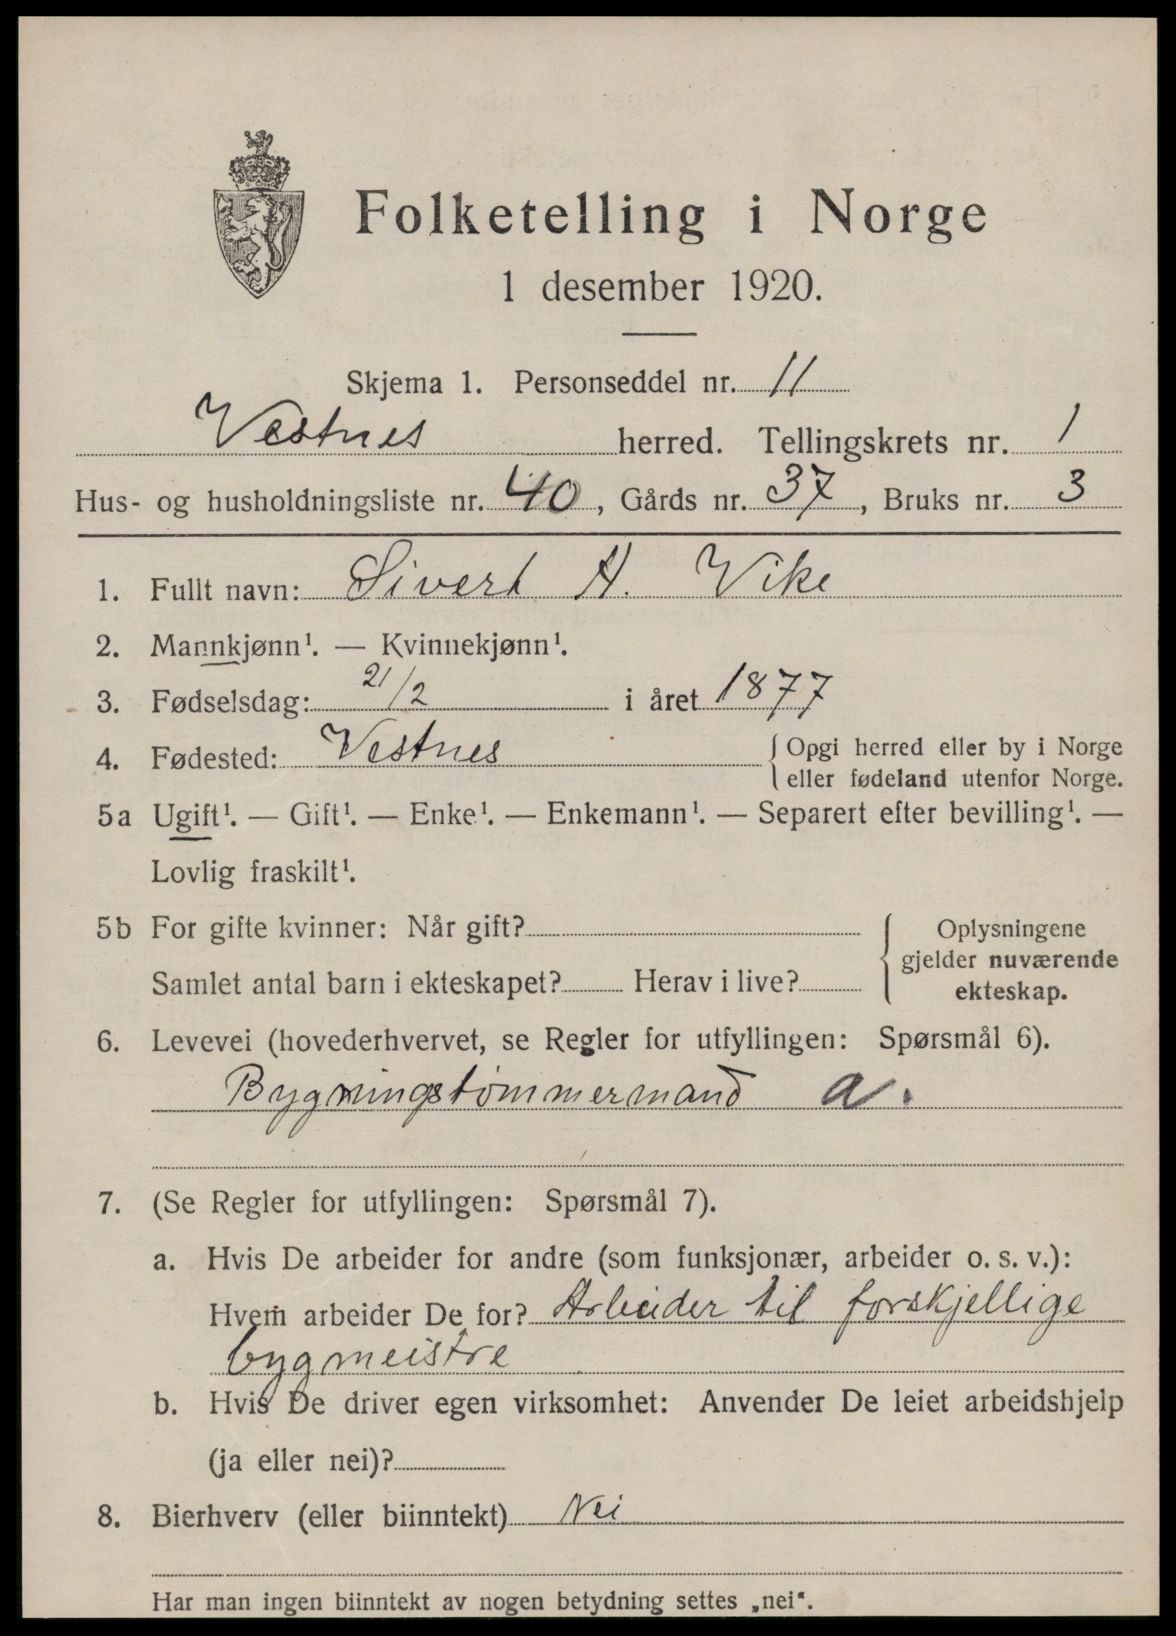 Folketelling i Norge
1 desember 1920.
Skjema 1. Personseddel nr. 11
Vestnes herred. Tellingskrets nr. 1
Hus- og husholdningsliste nr. 40, Gårds nr. 37, Bruks nr. 3
1. Fullt navn: Sivert A. Vike
2. Mannkjønn¹. — Kvinnekjønn¹.
3. Fødselsdag: 21/2 i året 1877
4. Fødested: Vestnes {Opgi herred eller by i Norge
eller fødeland utenfor Norge.
5a Ugift¹. — Gift¹. — Enke¹. — Enkemann¹. — Separert efter bevilling¹. —
Lovlig fraskilt¹.
5b For gifte kvinner: Når gift?
Samlet antal barn i ekteskapet? Herav i live?
{Oplysningene
gjelder nuværende
ekteskap.
6. Levevei (hovederhvervet, se Regler for utfyllingen: Spørsmål 6).
Bygningstømmermand a.
7. (Se Regler for utfyllingen: Spørsmål 7).
a. Hvis De arbeider for andre (som funksjonær, arbeider o. s. v.):
Hvem arbeider De for? Arbeider til forskjellige
bygmeistre
b. Hvis De driver egen virksomhet: Anvender De leiet arbeidshjelp
(ja eller nei)?
8. Bierhverv (eller biinntekt) Nei
Har man ingen biinntekt av nogen betydning settes „nei“.